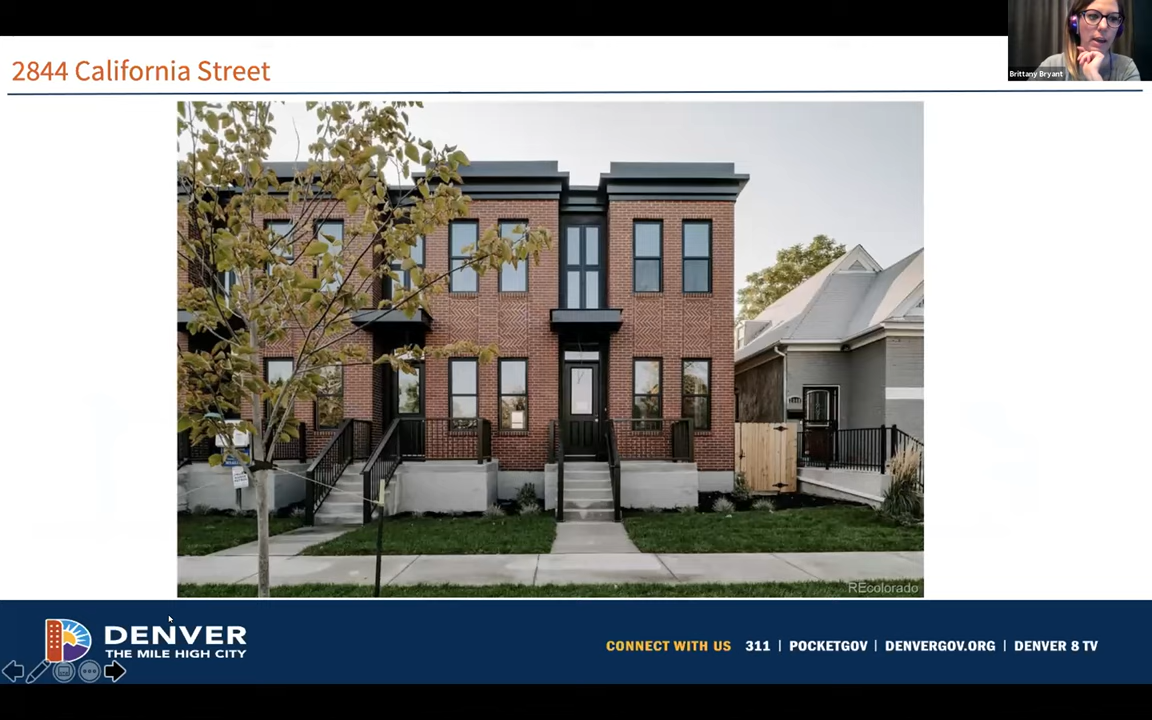 2844 California Street
Brittany Bryant
REcolorado
DENVER
THE MILE HIGH CITY
CONNECT WITH US 311 | POCKETGOV | DENVERGOV.ORG | DENVER 8 TV